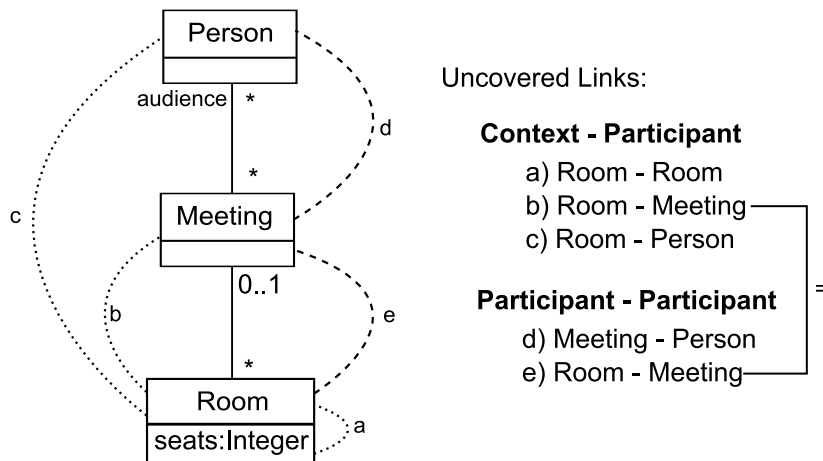 Person
audience
*
d
*
c
Meeting
0..1
b
e
*
Room
seats:Integer
a
Uncovered Links:
Context - Participant
a) Room - Room
b) Room - Meeting
c) Room - Person
=
Participant - Participant
d) Meeting - Person
e) Room - Meeting